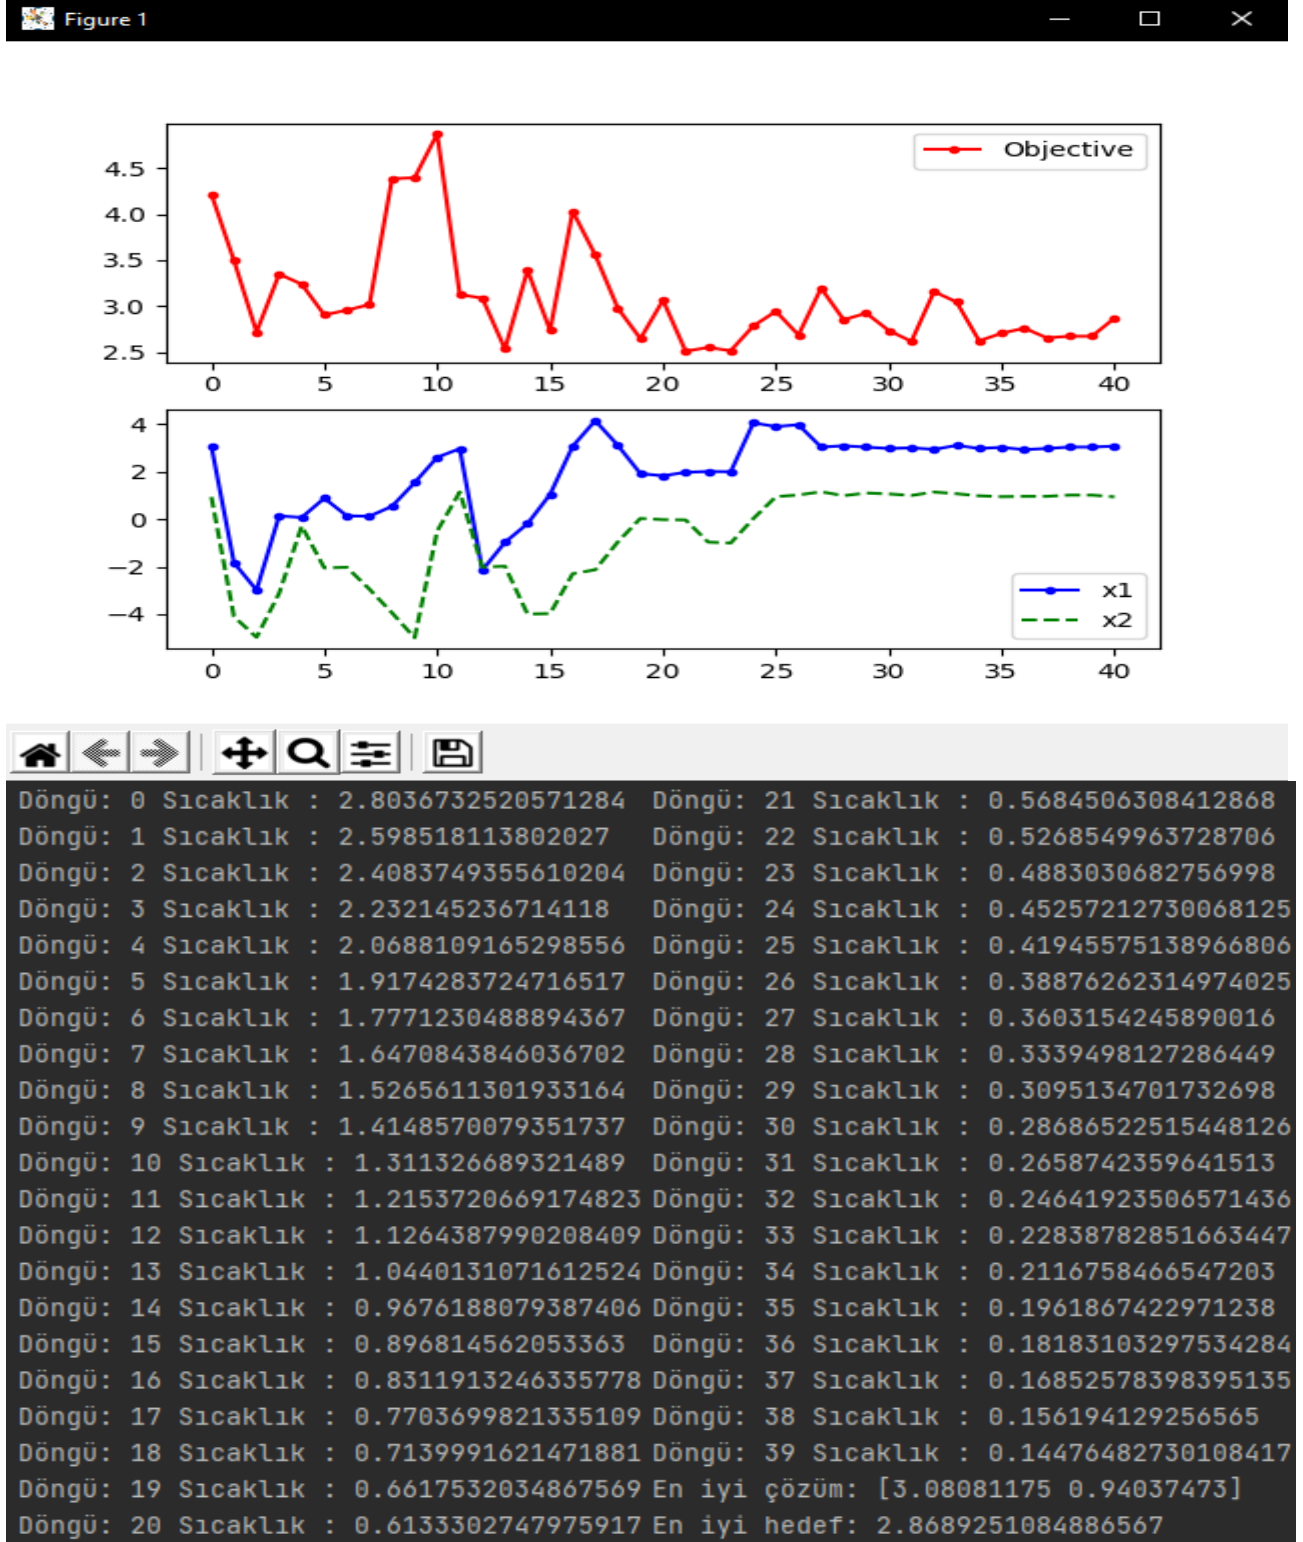 Figure 1
Objective
4.5
4.0
3.5
3.0
2.5
0 5 10 15 20 25 30 35 40
4
2
0
−2
−4
x1
x2
0 5 10 15 20 25 30 35 40
Döngü: 0 Sıcaklık : 2.8036732520571284
Döngü: 1 Sıcaklık : 2.598518113802027
Döngü: 2 Sıcaklık : 2.4083749355610204
Döngü: 3 Sıcaklık : 2.232145236714118
Döngü: 4 Sıcaklık : 2.0688109165298556
Döngü: 5 Sıcaklık : 1.9174283724716517
Döngü: 6 Sıcaklık : 1.7771230488894367
Döngü: 7 Sıcaklık : 1.6470843846036702
Döngü: 8 Sıcaklık : 1.5265611301933164
Döngü: 9 Sıcaklık : 1.4148570079351737
Döngü: 10 Sıcaklık : 1.311326689321489
Döngü: 11 Sıcaklık : 1.2153720669174823
Döngü: 12 Sıcaklık : 1.1264387990208409
Döngü: 13 Sıcaklık : 1.0440131071612524
Döngü: 14 Sıcaklık : 0.9676188079387406
Döngü: 15 Sıcaklık : 0.896814562053363
Döngü: 16 Sıcaklık : 0.8311913246335778
Döngü: 17 Sıcaklık : 0.7703699821335109
Döngü: 18 Sıcaklık : 0.7139991621471881
Döngü: 19 Sıcaklık : 0.6617532034867569
Döngü: 20 Sıcaklık : 0.6133302747975917
Döngü: 21 Sıcaklık : 0.5684506308412868
Döngü: 22 Sıcaklık : 0.5268549963728706
Döngü: 23 Sıcaklık : 0.4883030682756998
Döngü: 24 Sıcaklık : 0.45257212730068125
Döngü: 25 Sıcaklık : 0.41945575138966806
Döngü: 26 Sıcaklık : 0.38876262314974025
Döngü: 27 Sıcaklık : 0.3603154245890016
Döngü: 28 Sıcaklık : 0.3339498127286449
Döngü: 29 Sıcaklık : 0.3095134701732698
Döngü: 30 Sıcaklık : 0.28686522515448126
Döngü: 31 Sıcaklık : 0.2658742359641513
Döngü: 32 Sıcaklık : 0.24641923506571436
Döngü: 33 Sıcaklık : 0.22838782851663447
Döngü: 34 Sıcaklık : 0.2116758466547203
Döngü: 35 Sıcaklık : 0.1961867422971238
Döngü: 36 Sıcaklık : 0.18183103297534284
Döngü: 37 Sıcaklık : 0.16852578398395135
Döngü: 38 Sıcaklık : 0.156194129256565
Döngü: 39 Sıcaklık : 0.14476482730108417
En iyi çözüm: [3.08081175 0.94037473]
En iyi hedef: 2.8689251084886567